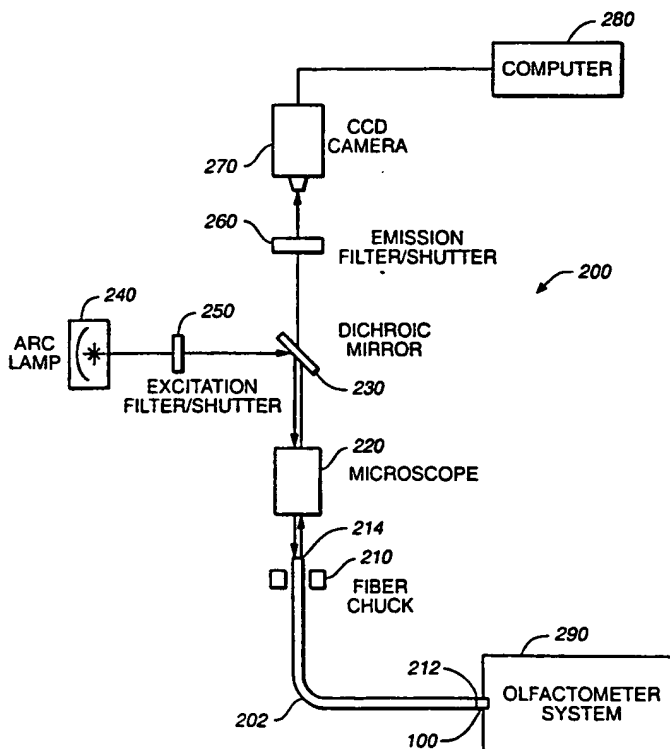 280
COMPUTER
CCD
CAMERA
270
260
EMISSION
FILTER/SHUTTER
200
240
250
ARC
LAMP
DICHROIC
MIRROR
EXCITATION
FILTER/SHUTTER
230
220
MICROSCOPE
214
210
FIBER
CHUCK
290
212
OLFACTOMETER
SYSTEM
202
100